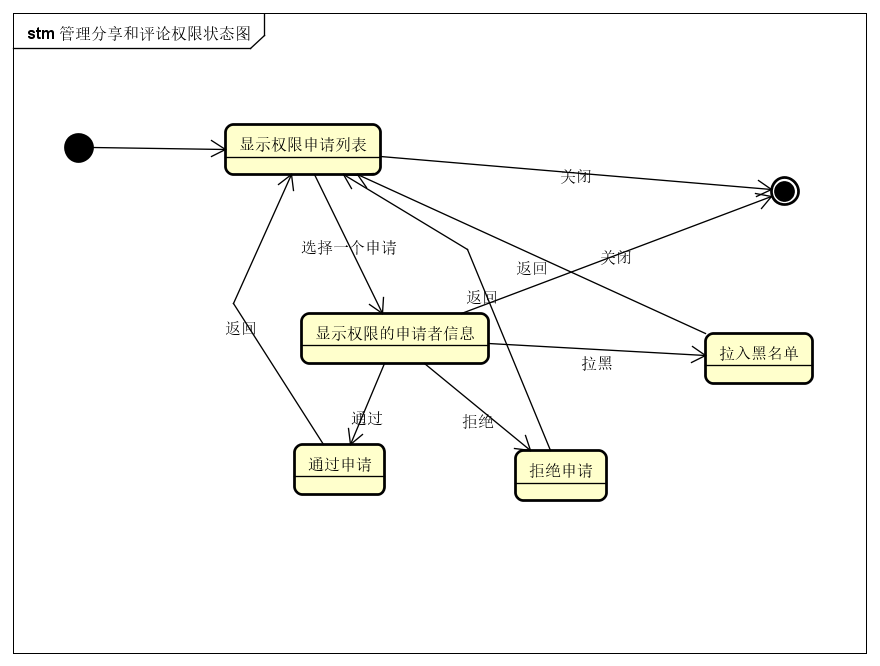 stm 管理分享和评论权限状态图
显示权限申请列表
关闭
选择一个申请
关闭
返回
返回
返回
显示权限的申请者信息
拉入黑名单
拉黑
通过
拒绝
通过申请
拒绝申请